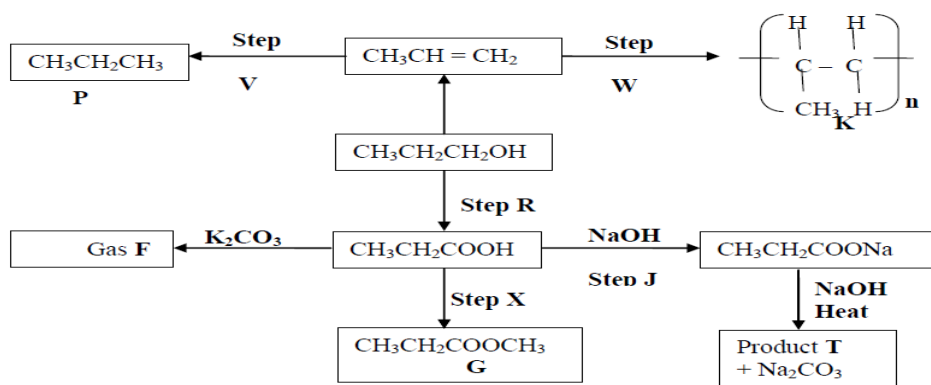 Step
Step
H H
CH₃CH₂CH₃
CH₃CH = CH₂
C – C
P
V
W
n
CH₃ H
K
CH₃CH₂CH₂OH
Step R
Gas F
K₂CO₃
CH₃CH₂COOH
NaOH
CH₃CH₂COONa
Step J
Step X
NaOH
Heat
CH₃CH₂COOCH₃
G
Product T
+ Na₂CO₃